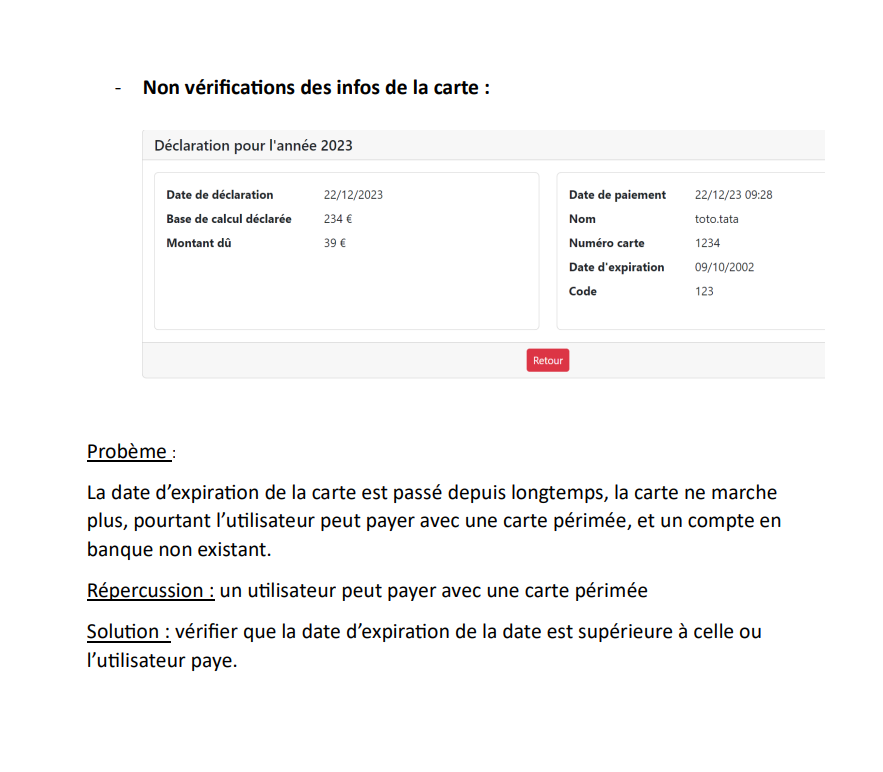 - Non vérifications des infos de la carte :
Déclaration pour l'année 2023
Date de déclaration 22/12/2023
Base de calcul déclarée 234 €
Montant dû 39 €
Date de paiement 22/12/23 09:28
Nom toto.tata
Numéro carte 1234
Date d'expiration 09/10/2002
Code 123
Retour
Probème :
La date d’expiration de la carte est passé depuis longtemps, la carte ne marche
plus, pourtant l’utilisateur peut payer avec une carte périmée, et un compte en
banque non existant.
Répercussion : un utilisateur peut payer avec une carte périmée
Solution : vérifier que la date d’expiration de la date est supérieure à celle ou
l’utilisateur paye.